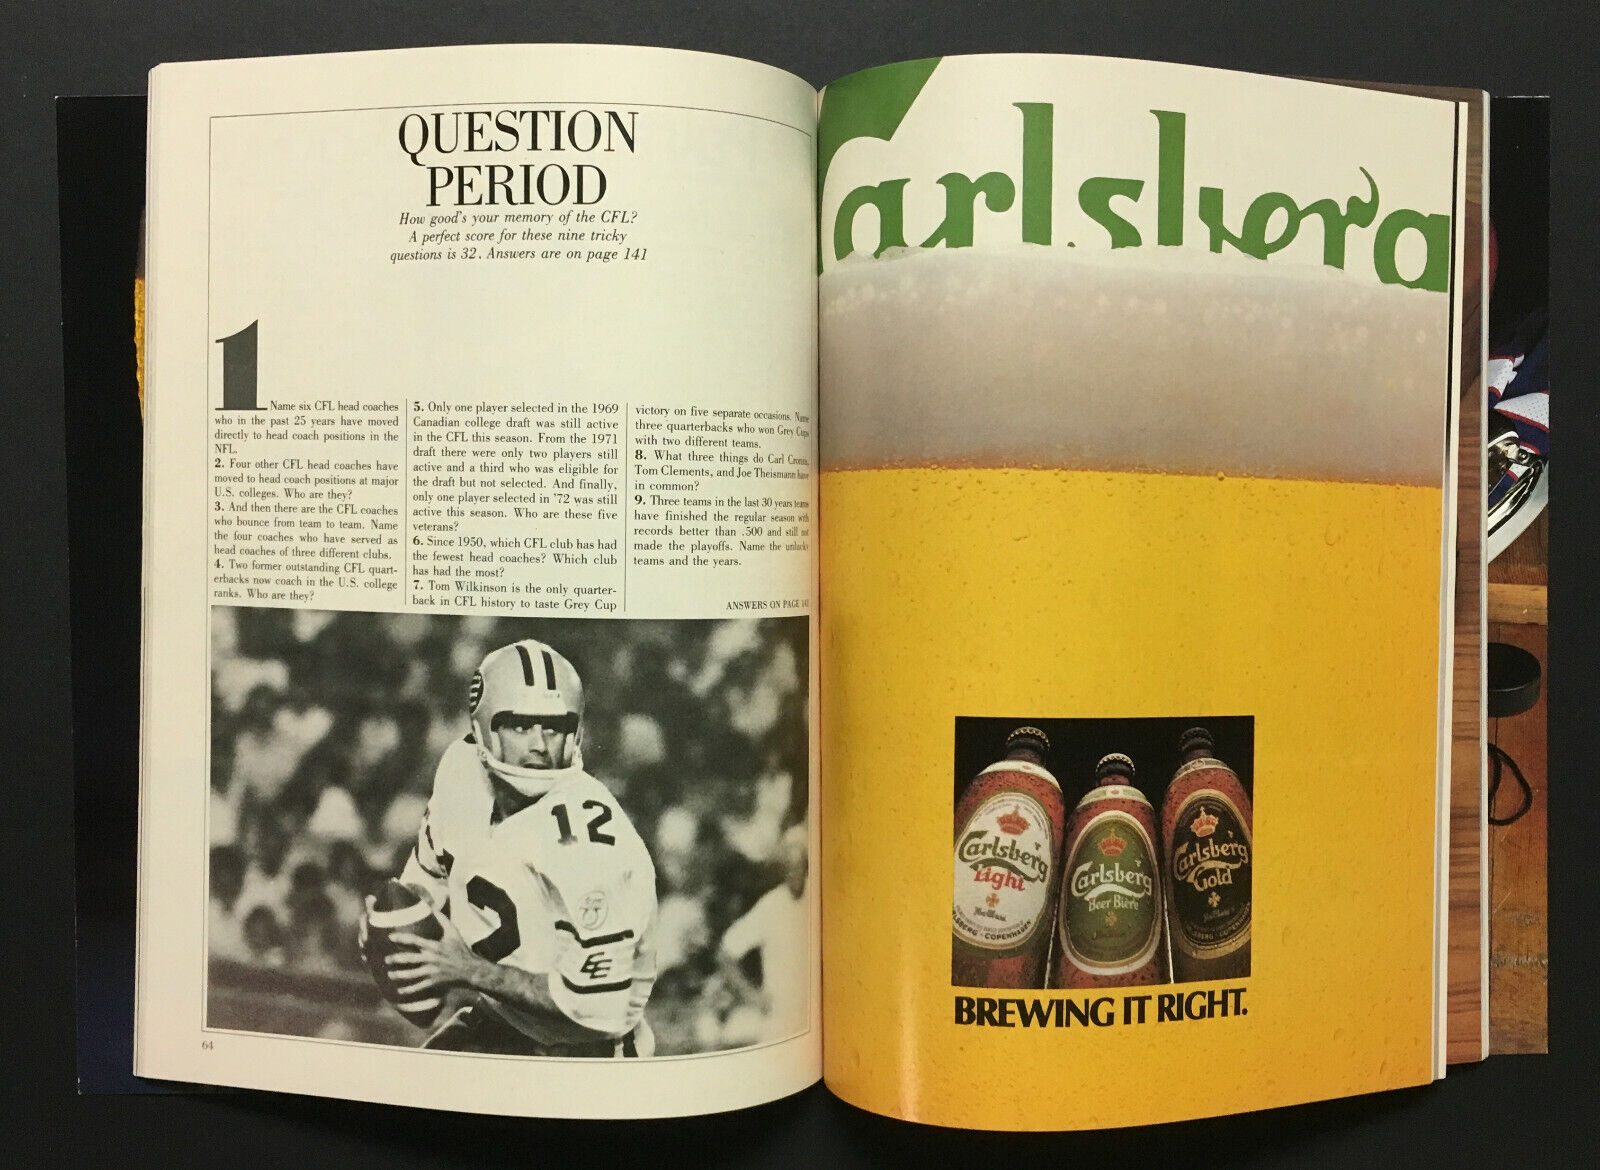 QUESTION
PERIOD
How good's your memory of the CFL?
A perfect score for these nine tricky
questions is 32. Answers are on page 141
1 Name six CFL head coaches
who in the past 25 years have moved
directly to head coach positions in the
NFL.
2. Four other CFL head coaches have
moved to head coach positions at major
U.S. colleges. Who are they?
3. And then there are the CFL coaches
who bounce from team to team. Name
the four coaches who have served as
head coaches of three different clubs.
4. Two former outstanding CFL quart-
erbacks now coach in the U.S. college
ranks. Who are they?
5. Only one player selected in the 1969
Canadian college draft was still active
in the CFL this season. From the 1971
draft there were only two players still
active and a third who was eligible for
the draft but not selected. And finally,
only one player selected in '72 was still
active this season. Who are these five
veterans?
6. Since 1950, which CFL club has had
the fewest head coaches? Which club
has had the most?
7. Tom Wilkinson is the only quarter-
back in CFL history to taste Grey Cup
victory on five separate occasions. Name
three quarterbacks who won Grey Cups
with two different teams.
8. What three things do Carl Cronin,
Tom Clements, and Joe Theismann have
in common?
9. Three teams in the last 30 years
have finished the regular season with
records better than .500 and still not
made the playoffs. Name the unlucky
teams and the years.
ANSWERS ON PAGE 141
12
12
EE
64
Carlsberg
Carlsberg
Light
COPENHAGEN
Carlsberg
Beer Bière
Carlsberg
Gold
BREWING IT RIGHT.